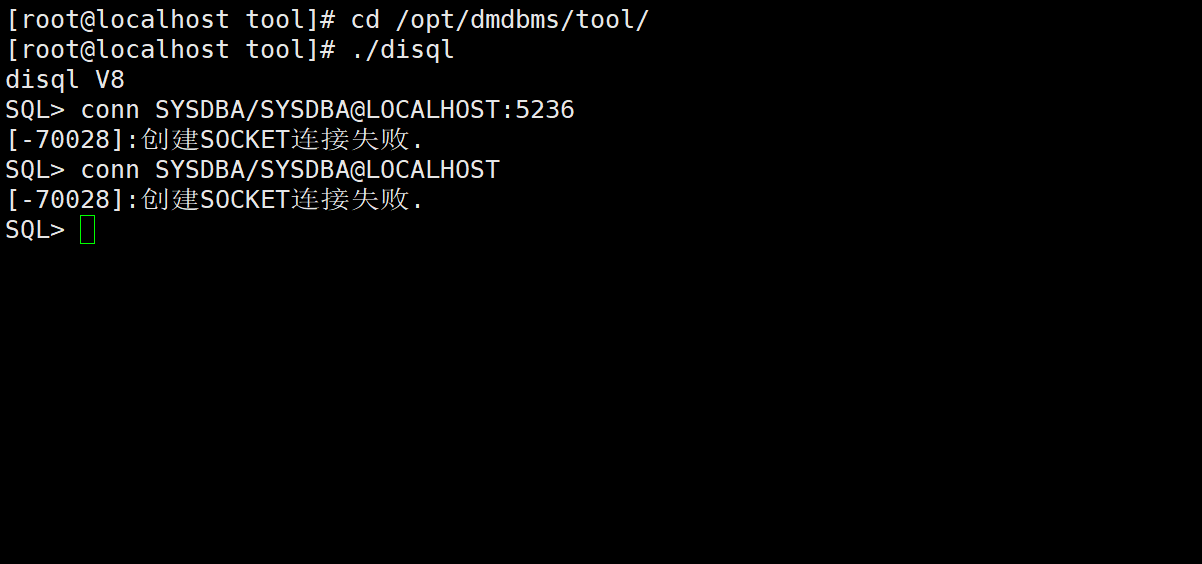 [root@localhost tool]# cd /opt/dmdbms/tool/
[root@localhost tool]# ./disql
disql V8
SQL> conn SYSDBA/SYSDBA@LOCALHOST:5236
[-70028]:创建SOCKET连接失败.
SQL> conn SYSDBA/SYSDBA@LOCALHOST
[-70028]:创建SOCKET连接失败.
SQL>